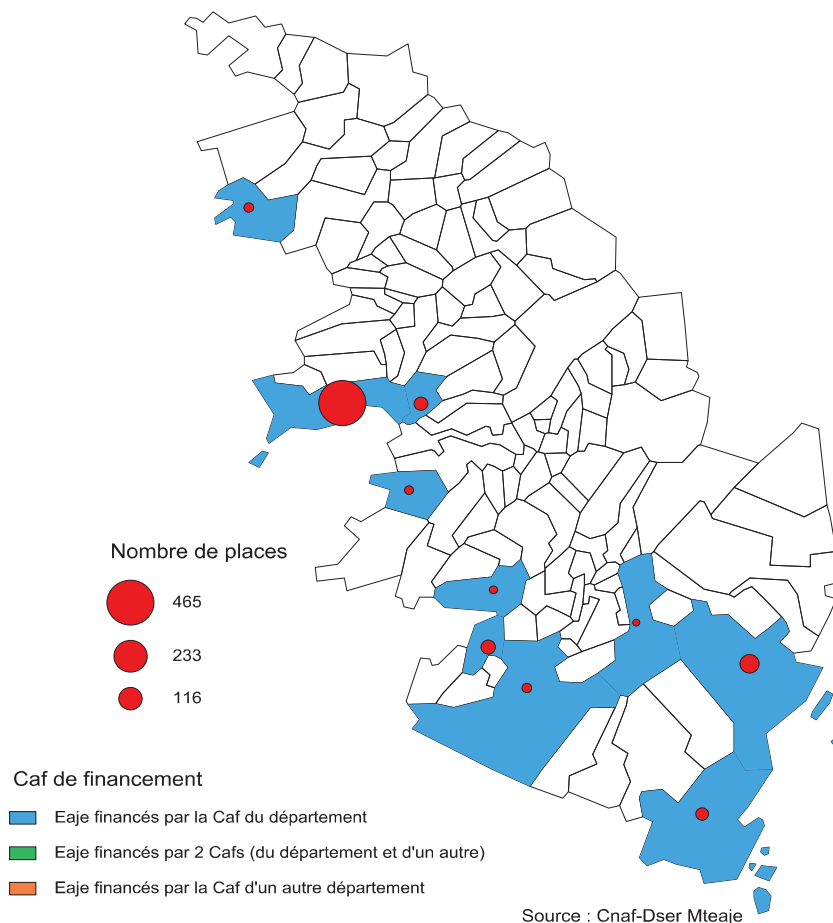 Nombre de places
465
233
116
Caf de financement
Eaje financés par la Caf du département
Eaje financés par 2 Cafs (du département et d'un autre)
Eaje financés par la Caf d'un autre département
Source : Cnaf-Dser Mteaje